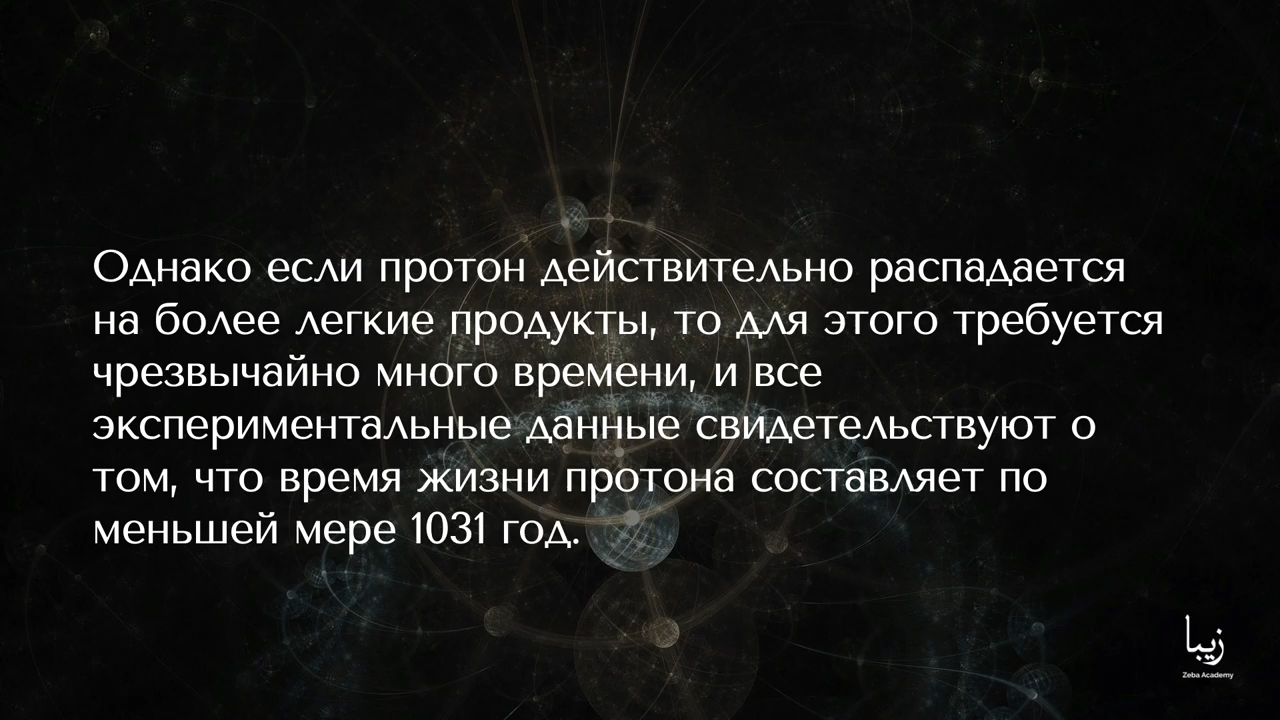 Однако если протон действительно распадается
на более легкие продукты, то для этого требуется
чрезвычайно много времени, и все
экспериментальные данные свидетельствуют о
том, что время жизни протона составляет по
меньшей мере 1031 год.
زيبا
Zeba Academy